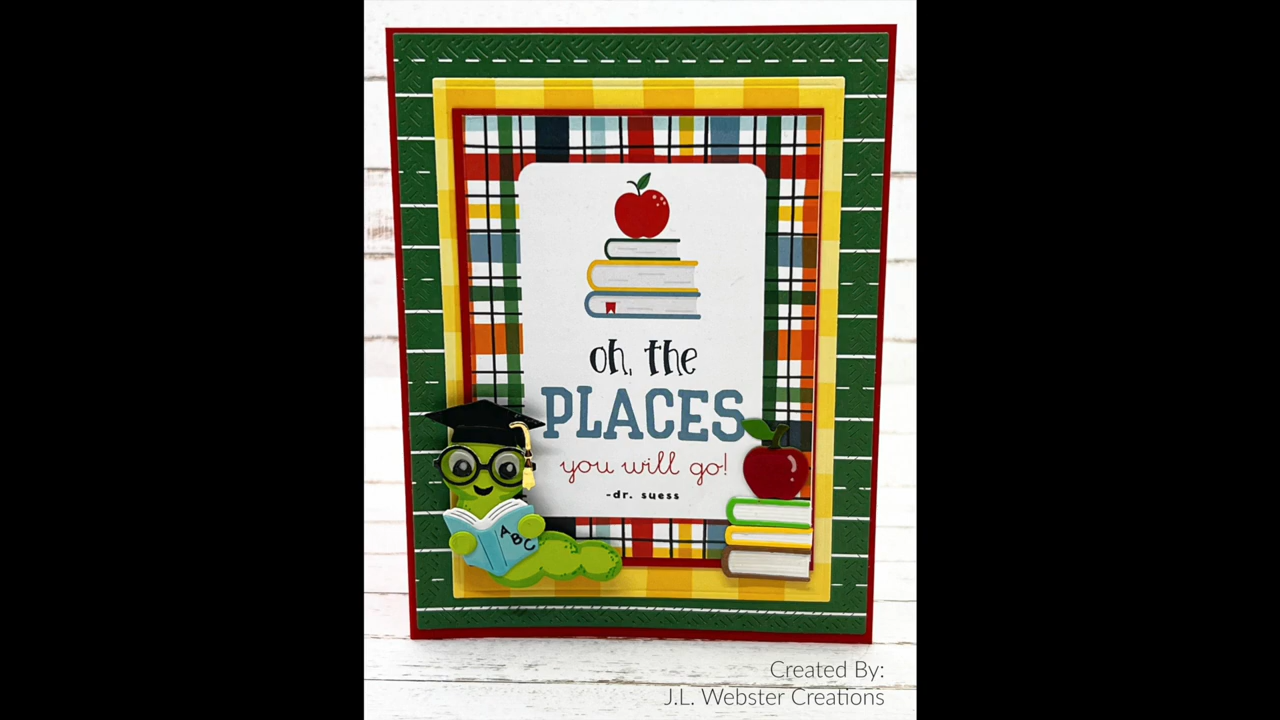 oh, the
PLACES
you will go!
-dr. suess
ABC
Created By:
J.L. Webster Creations